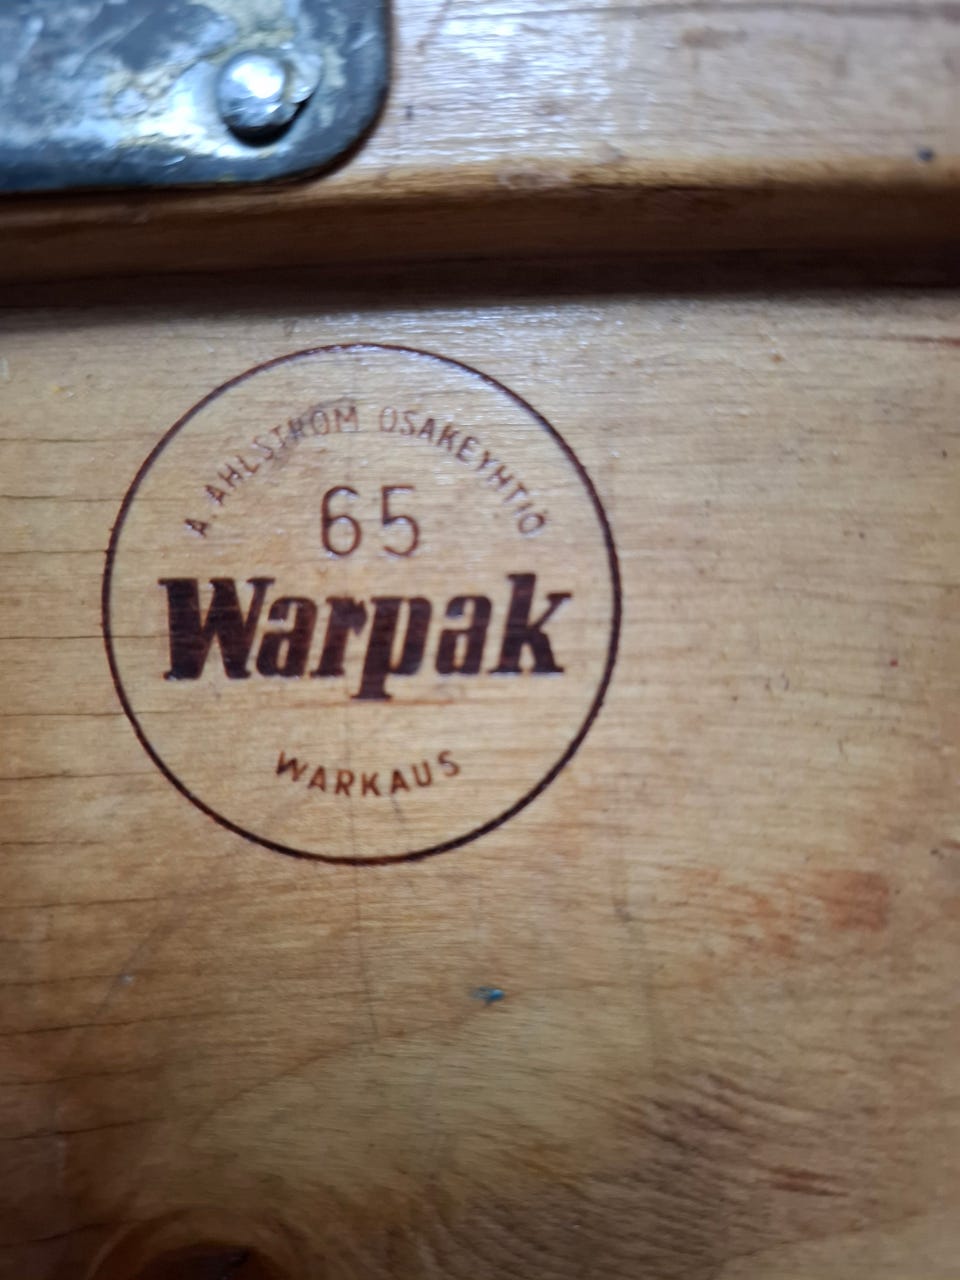 A. AHLSTRÖM OSAKEYHTIÖ
65
Warpak
WARKAUS